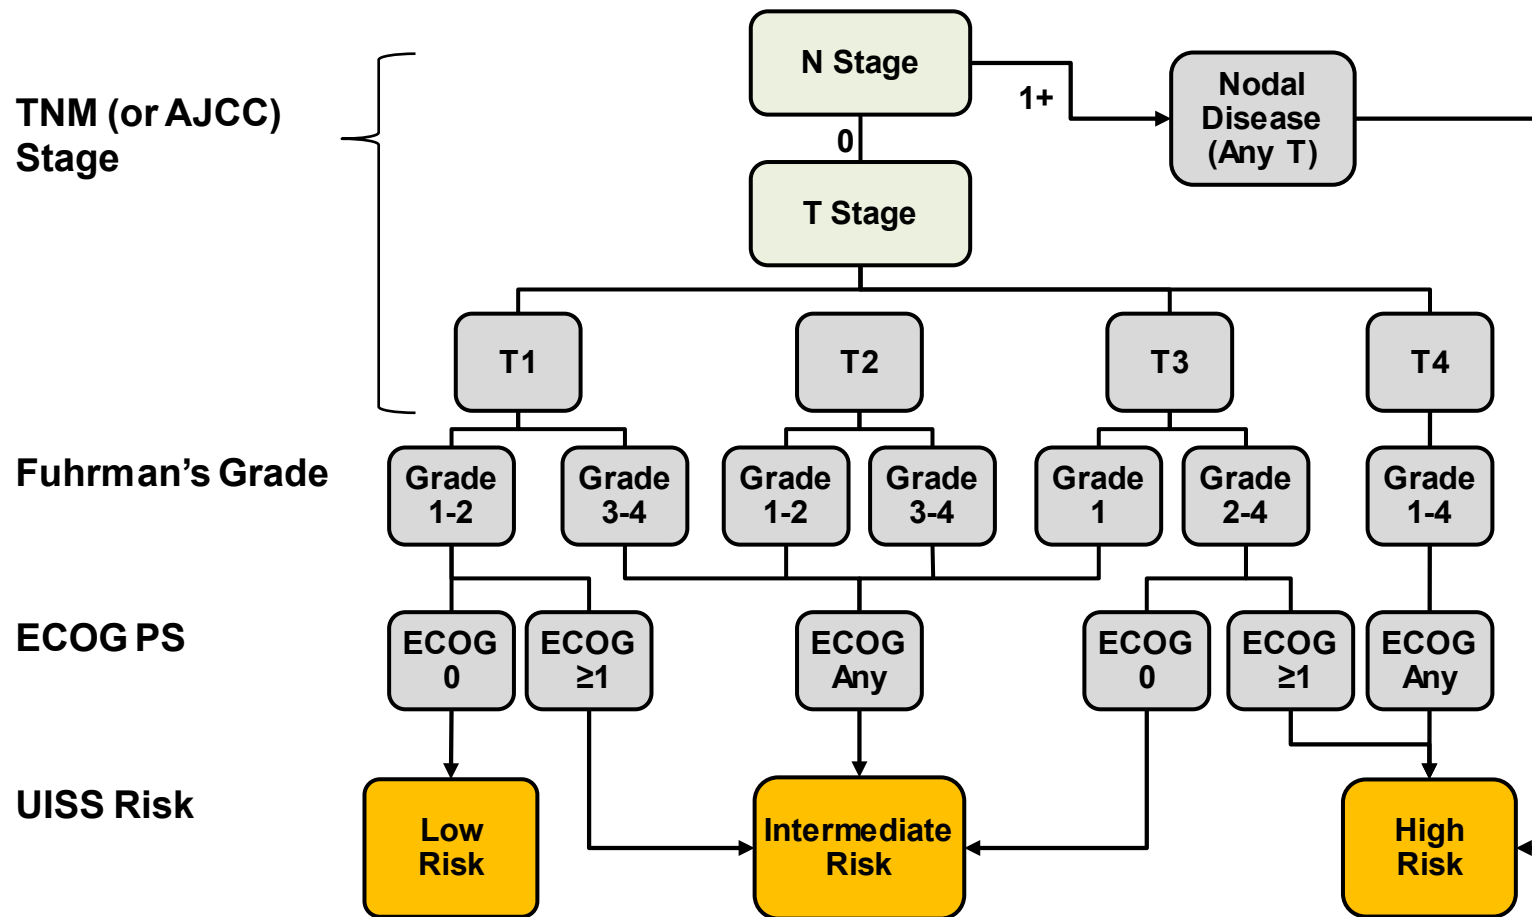 N Stage
1+
Nodal
Disease
(Any T)
TNM (or AJCC)
Stage
0
T Stage
T1
T2
T3
T4
Fuhrman's Grade
Grade
1-2
Grade
3-4
Grade
1-2
Grade
3-4
Grade
1
Grade
2-4
Grade
1-4
ECOG PS
ECOG
0
ECOG
≥1
ECOG
Any
ECOG
0
ECOG
≥1
ECOG
Any
UISS Risk
Low
Risk
Intermediate
Risk
High
Risk